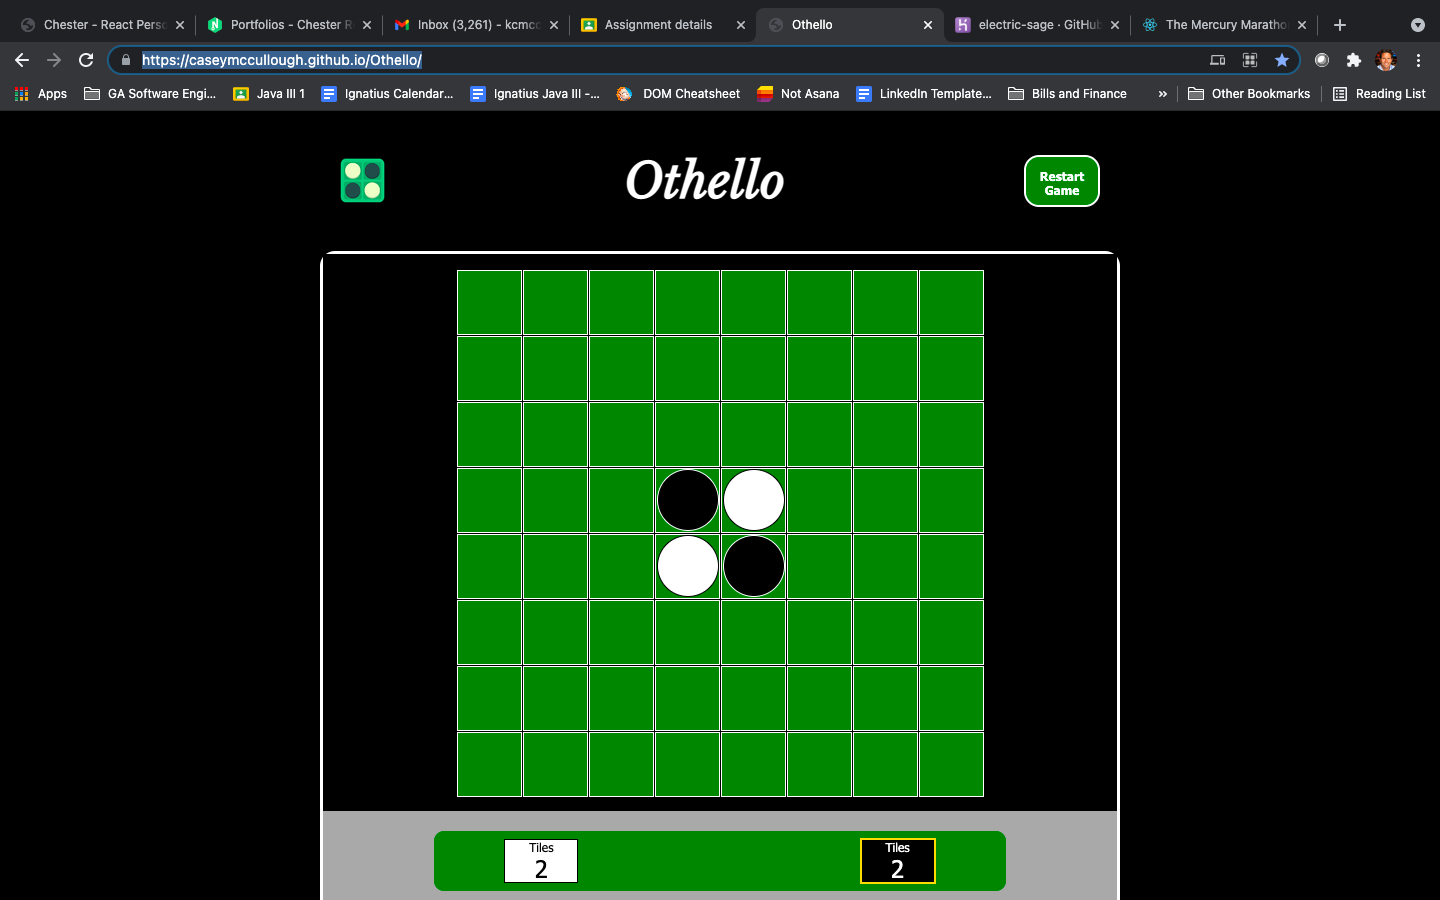 Chester - React Perso
Portfolios - Chester R
Inbox (3,261) - kcmcc
Assignment details
Othello
electric-sage · GitHub
The Mercury Maratho
https://caseymccullough.github.io/Othello/
Apps
GA Software Engi...
Java III 1
Ignatius Calendar...
Ignatius Java III -...
DOM Cheatsheet
Not Asana
LinkedIn Template...
Bills and Finance
»
Other Bookmarks
Reading List
Othello
Restart
Game
Tiles
2
Tiles
2